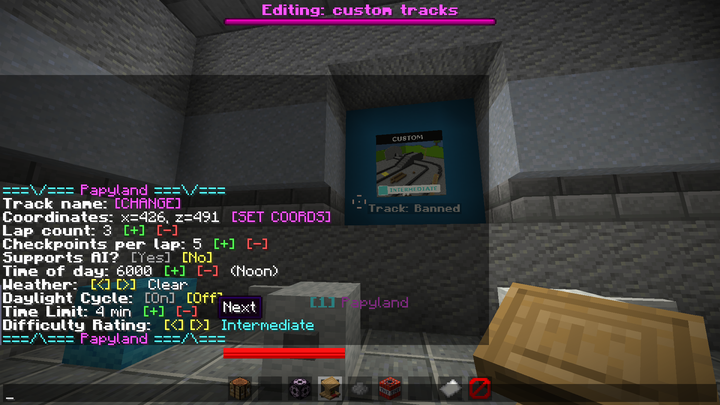 Editing: custom tracks
CUSTOM
INTERMEDIATE
Track: Banned
===\/=== Papyland ===\/===
Track name: [CHANGE]
Coordinates: x=426, z=491 [SET COORDS]
Lap count: 3 [+] [-]
Checkpoints per lap: 5 [+] [-]
Supports AI? [Yes] [No]
Time of day: 6000 [+] [-] (Noon)
Weather: [<] [>] Clear
Daylight Cycle: [On] [Off]
Next
[1] Papyland
Time Limit: 4 min [+] [-]
Difficulty Rating: [<] [>] Intermediate
===/\=== Papyland ===/\===
_